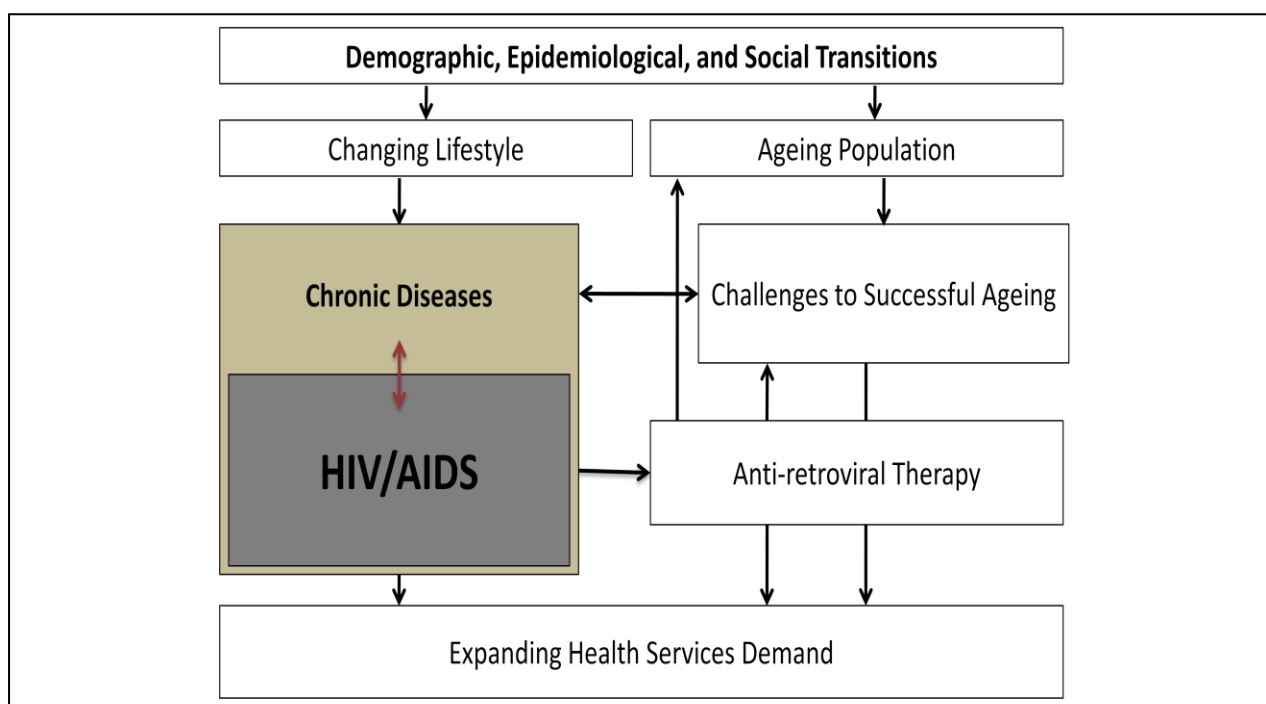 Demographic, Epidemiological, and Social Transitions
Changing Lifestyle
Ageing Population
Chronic Diseases
Challenges to Successful Ageing
HIV/AIDS
Anti-retroviral Therapy
Expanding Health Services Demand